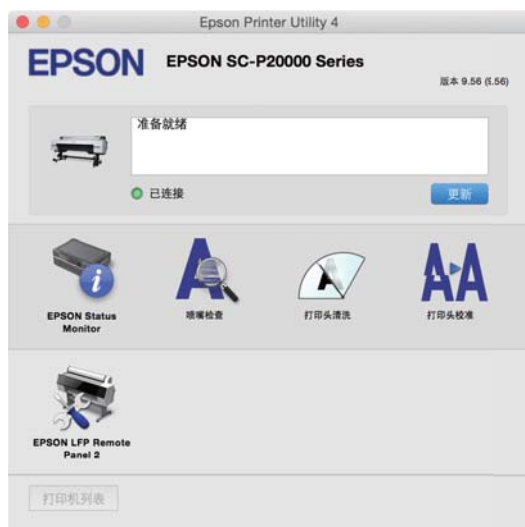 Epson Printer Utility 4
EPSON
EPSON SC-P20000 Series
版本 9.56 (9.56)
准备就绪
已连接
更新
EPSON Status
Monitor
喷嘴检查
打印头清洗
打印头校准
EPSON LFP Remote
Panel 2
打印机列表